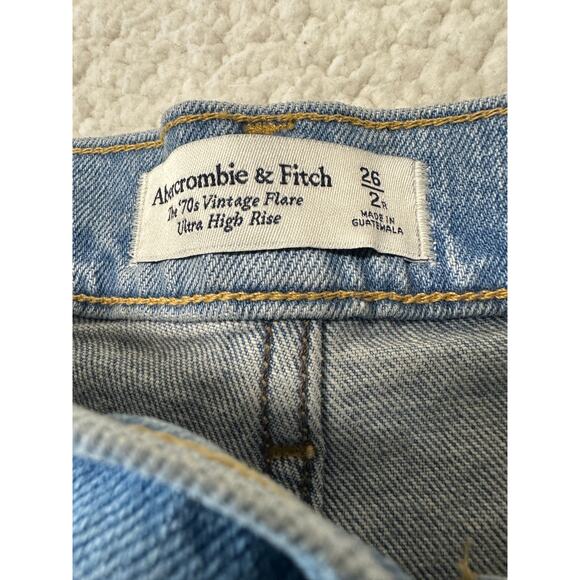 Abercrombie & Fitch
The '70s Vintage Flare
Ultra High Rise
26
2R
MADE IN
GUATEMALA